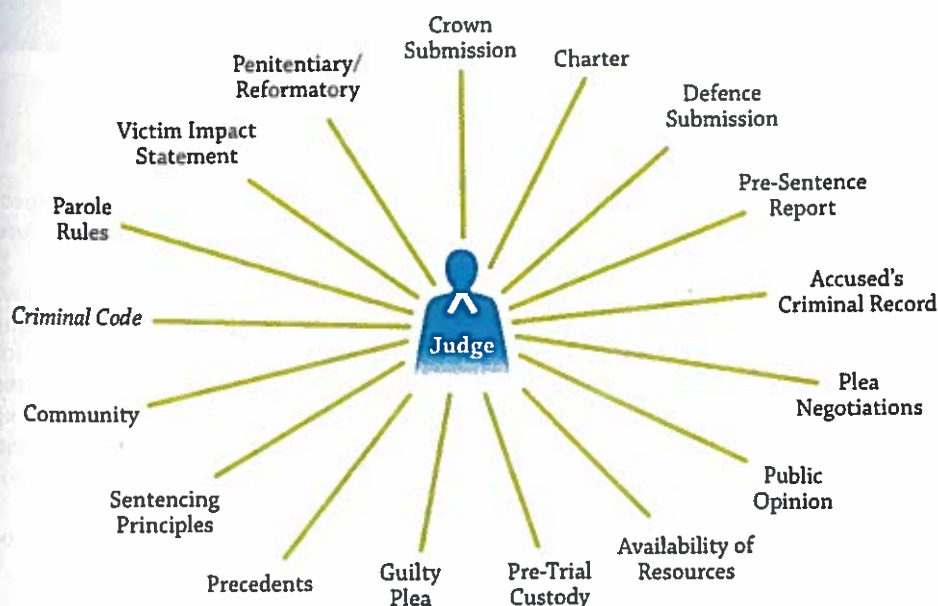 Crown
Submission
Charter
Defence
Submission
Pre-Sentence
Report
Accused's
Criminal Record
Plea
Negotiations
Public
Opinion
Availability of
Resources
Pre-Trial
Custody
Guilty
Plea
Precedents
Sentencing
Principles
Community
Criminal Code
Parole
Rules
Victim Impact
Statement
Penitentiary/
Reformatory
Judge